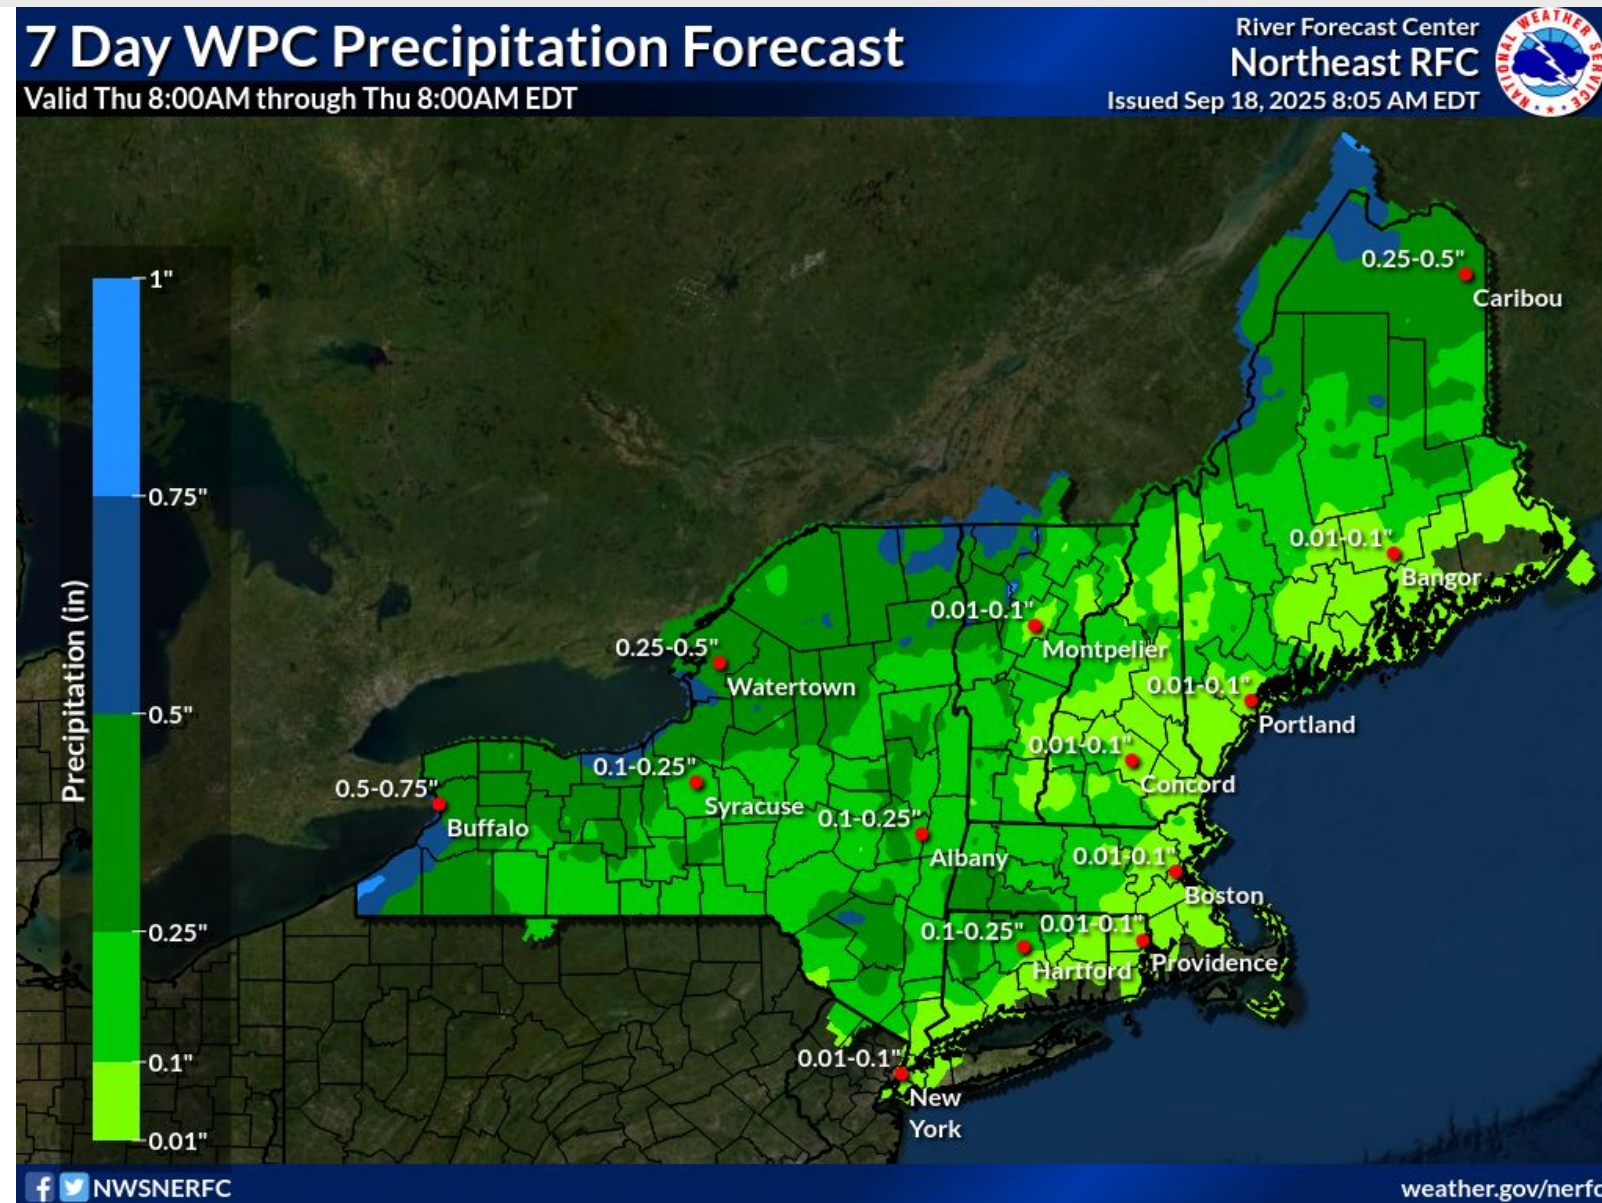 7 Day WPC Precipitation Forecast
Valid Thu 8:00AM through Thu 8:00AM EDT
River Forecast Center
Northeast RFC
Issued Sep 18, 2025 8:05 AM EDT
NATIONAL WEATHER SERVICE
Precipitation (in)
1"
0.75"
0.5"
0.25"
0.1"
0.01"
0.25-0.5"
Caribou
0.01-0.1"
Bangor
0.01-0.1"
Montpelier
0.25-0.5"
Watertown
0.01-0.1"
Portland
0.01-0.1"
Concord
0.1-0.25"
Syracuse
0.5-0.75"
Buffalo
0.1-0.25"
Albany
0.01-0.1"
Boston
0.1-0.25"
Hartford
0.01-0.1"
Providence
0.01-0.1"
New
York
NWSNERFC
weather.gov/nerfc